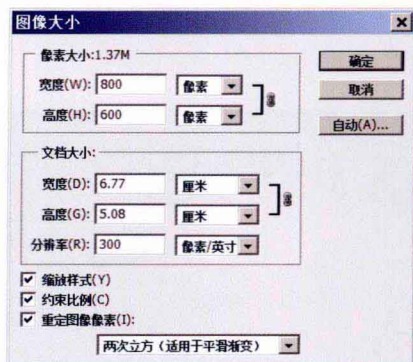 图像大小
像素大小:1.37M
确定
宽度(W): 800 像素
取消
高度(H): 600 像素
自动(A)...
文档大小:
宽度(D): 6.77 厘米
高度(G): 5.08 厘米
分辨率(R): 300 像素/英寸
缩放样式(Y)
约束比例(C)
重定图像像素(I):
两次立方（适用于平滑渐变）